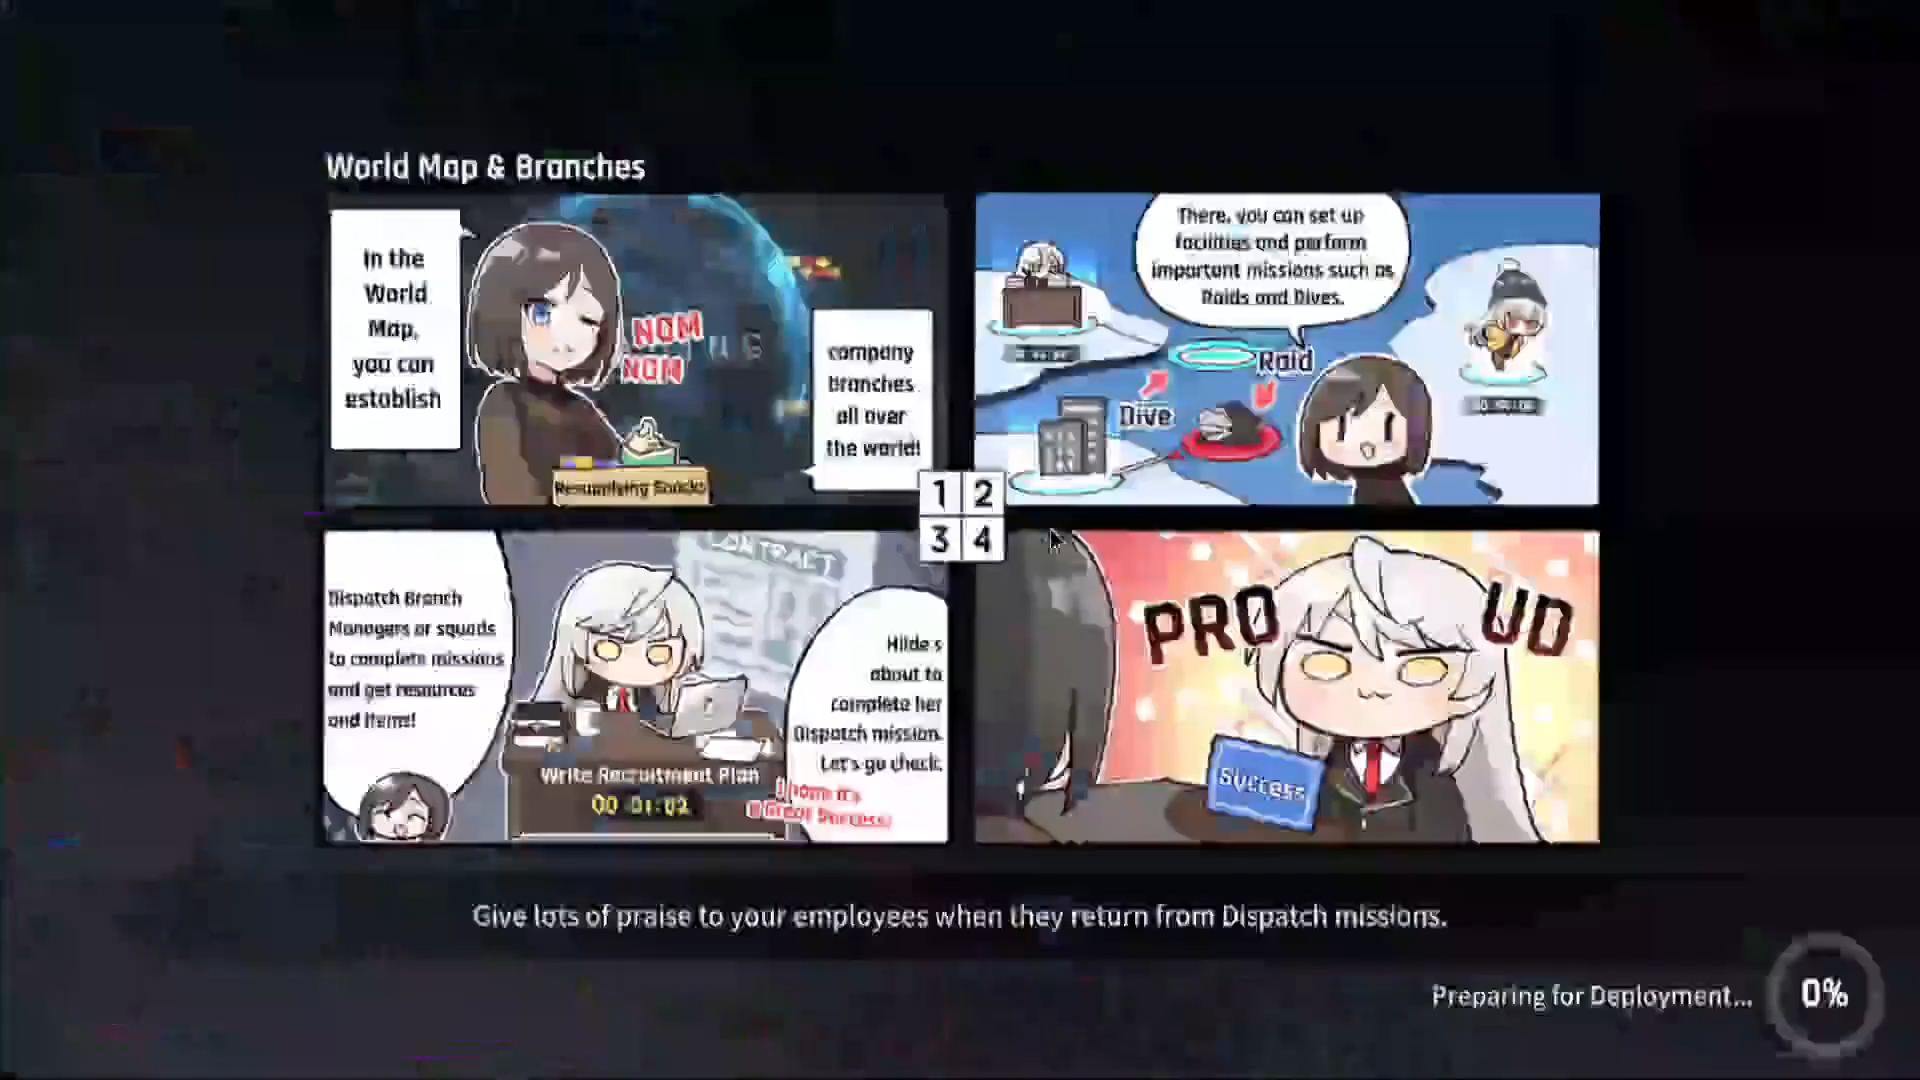 World Map & Branches
In the
World
Map,
you can
establish
NOM
NOM
company
branches
all over
the world!
There, you can set up
facilities and perform
important missions such as
Raids and Dives.
Raid
Dive
1 2
3 4
Dispatch Branch
Managers or squads
to complete missions
and get resources
and items!
CONTRACT
Hilde's
about to
complete her
Dispatch mission.
Let's go check.
Write Recruitment Plan
00:01:02
I hope it's
a Great Success!
PRO UD
Success
Give lots of praise to your employees when they return from Dispatch missions.
Preparing for Deployment...
0%